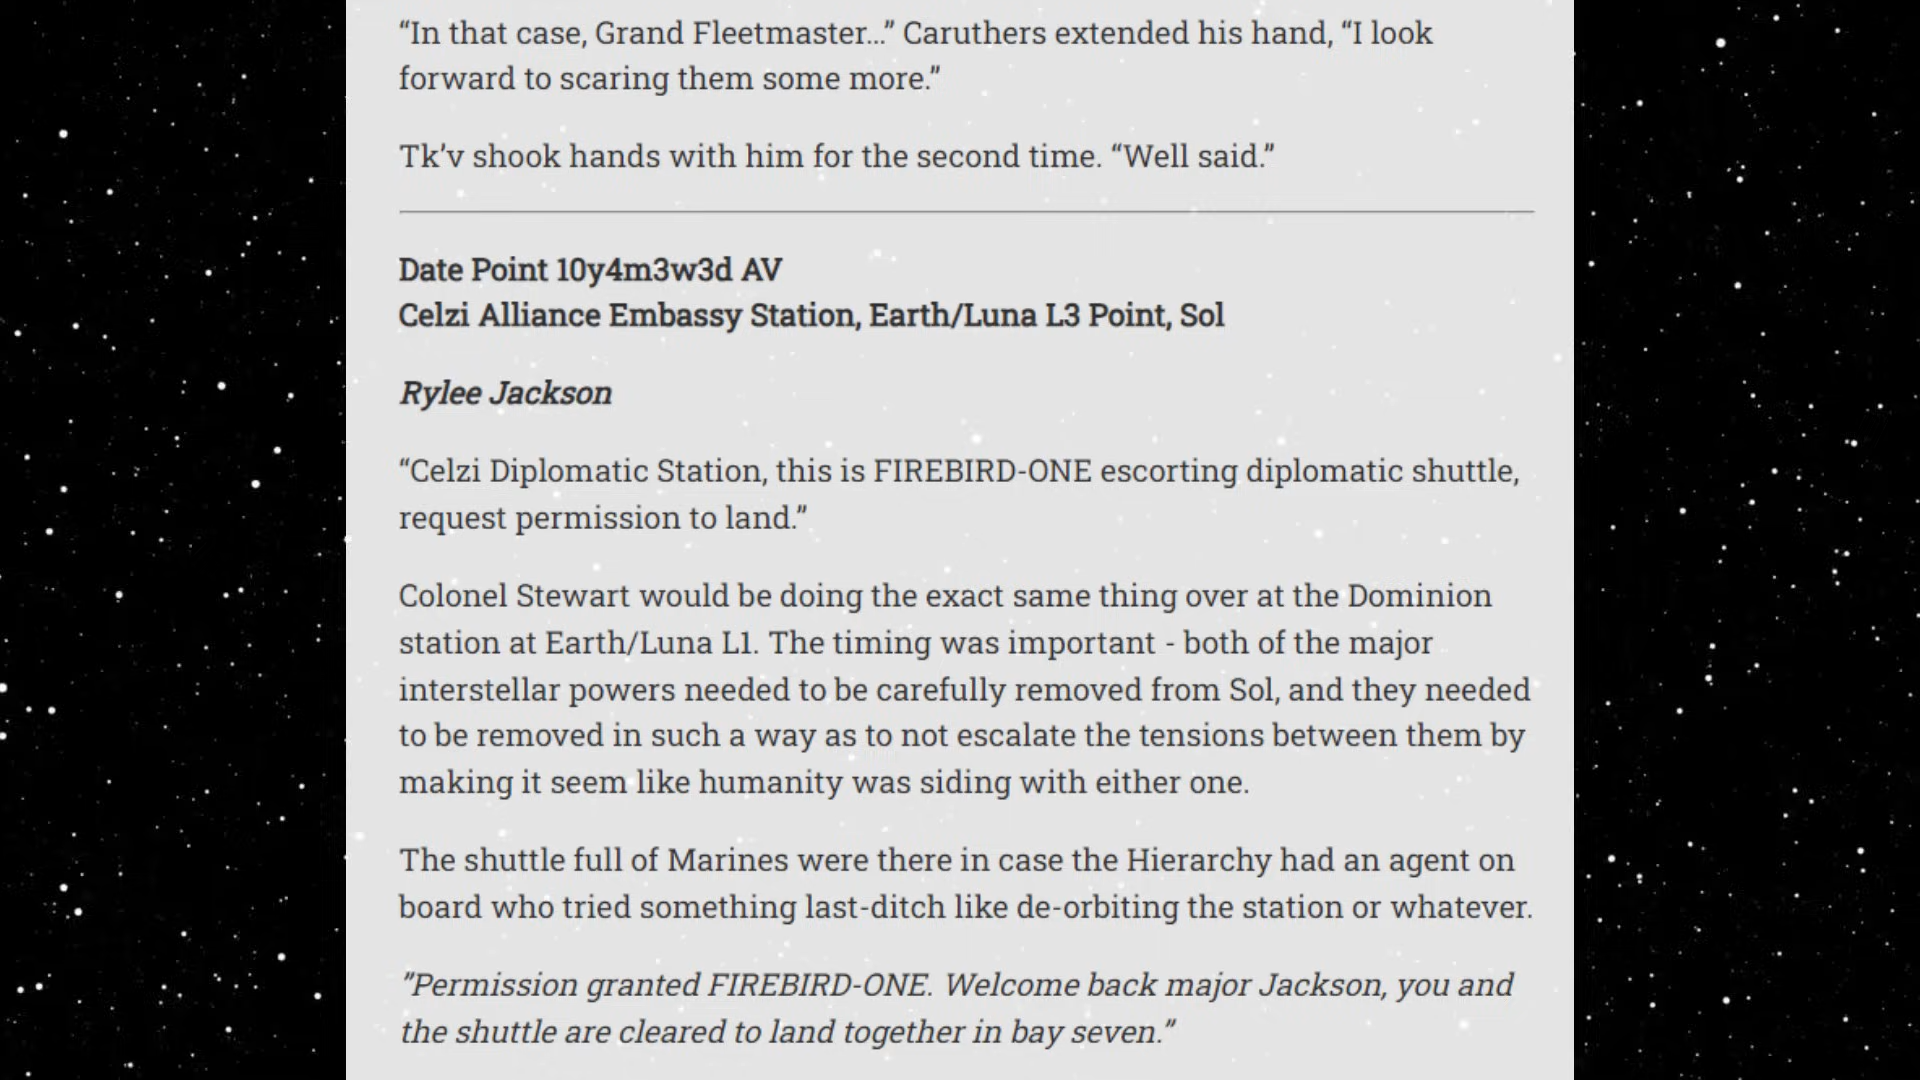 “In that case, Grand Fleetmaster…” Caruthers extended his hand, “I look
forward to scaring them some more.”
Tk’v shook hands with him for the second time. “Well said.”
Date Point 10y4m3w3d AV
Celzi Alliance Embassy Station, Earth/Luna L3 Point, Sol
Rylee Jackson
“Celzi Diplomatic Station, this is FIREBIRD-ONE escorting diplomatic shuttle,
request permission to land.”
Colonel Stewart would be doing the exact same thing over at the Dominion
station at Earth/Luna L1. The timing was important - both of the major
interstellar powers needed to be carefully removed from Sol, and they needed
to be removed in such a way as to not escalate the tensions between them by
making it seem like humanity was siding with either one.
The shuttle full of Marines were there in case the Hierarchy had an agent on
board who tried something last-ditch like de-orbiting the station or whatever.
"Permission granted FIREBIRD-ONE. Welcome back major Jackson, you and
the shuttle are cleared to land together in bay seven.”